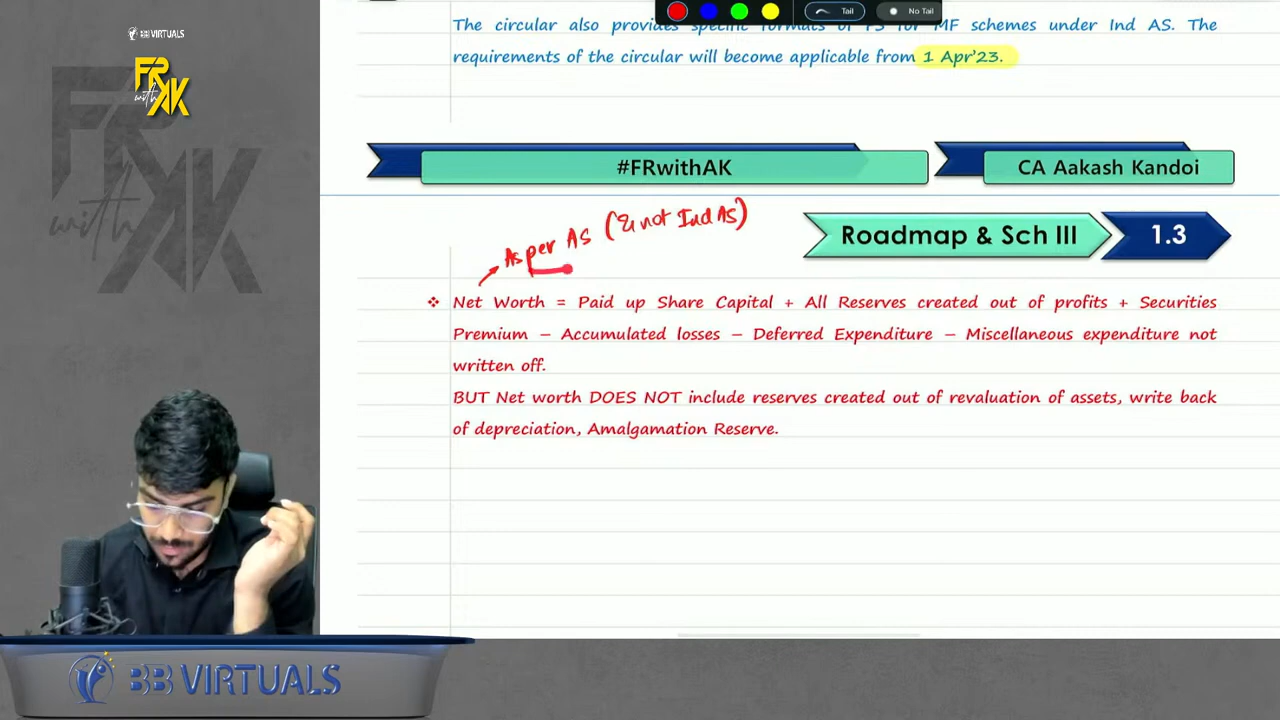 BB VIRTUALS
FR
with
AK
FR
with
AK
Tail
No Tail
The circular also provides specific formats of FS for MF schemes under Ind AS. The
requirements of the circular will become applicable from 1 Apr'23.
#FRwithAK
CA Aakash Kandoi
Roadmap & Sch III
1.3
As per AS (& not Ind AS)
❖ Net Worth = Paid up Share Capital + All Reserves created out of profits + Securities
Premium – Accumulated losses – Deferred Expenditure – Miscellaneous expenditure not
written off.
BUT Net worth DOES NOT include reserves created out of revaluation of assets, write back
of depreciation, Amalgamation Reserve.
BB VIRTUALS